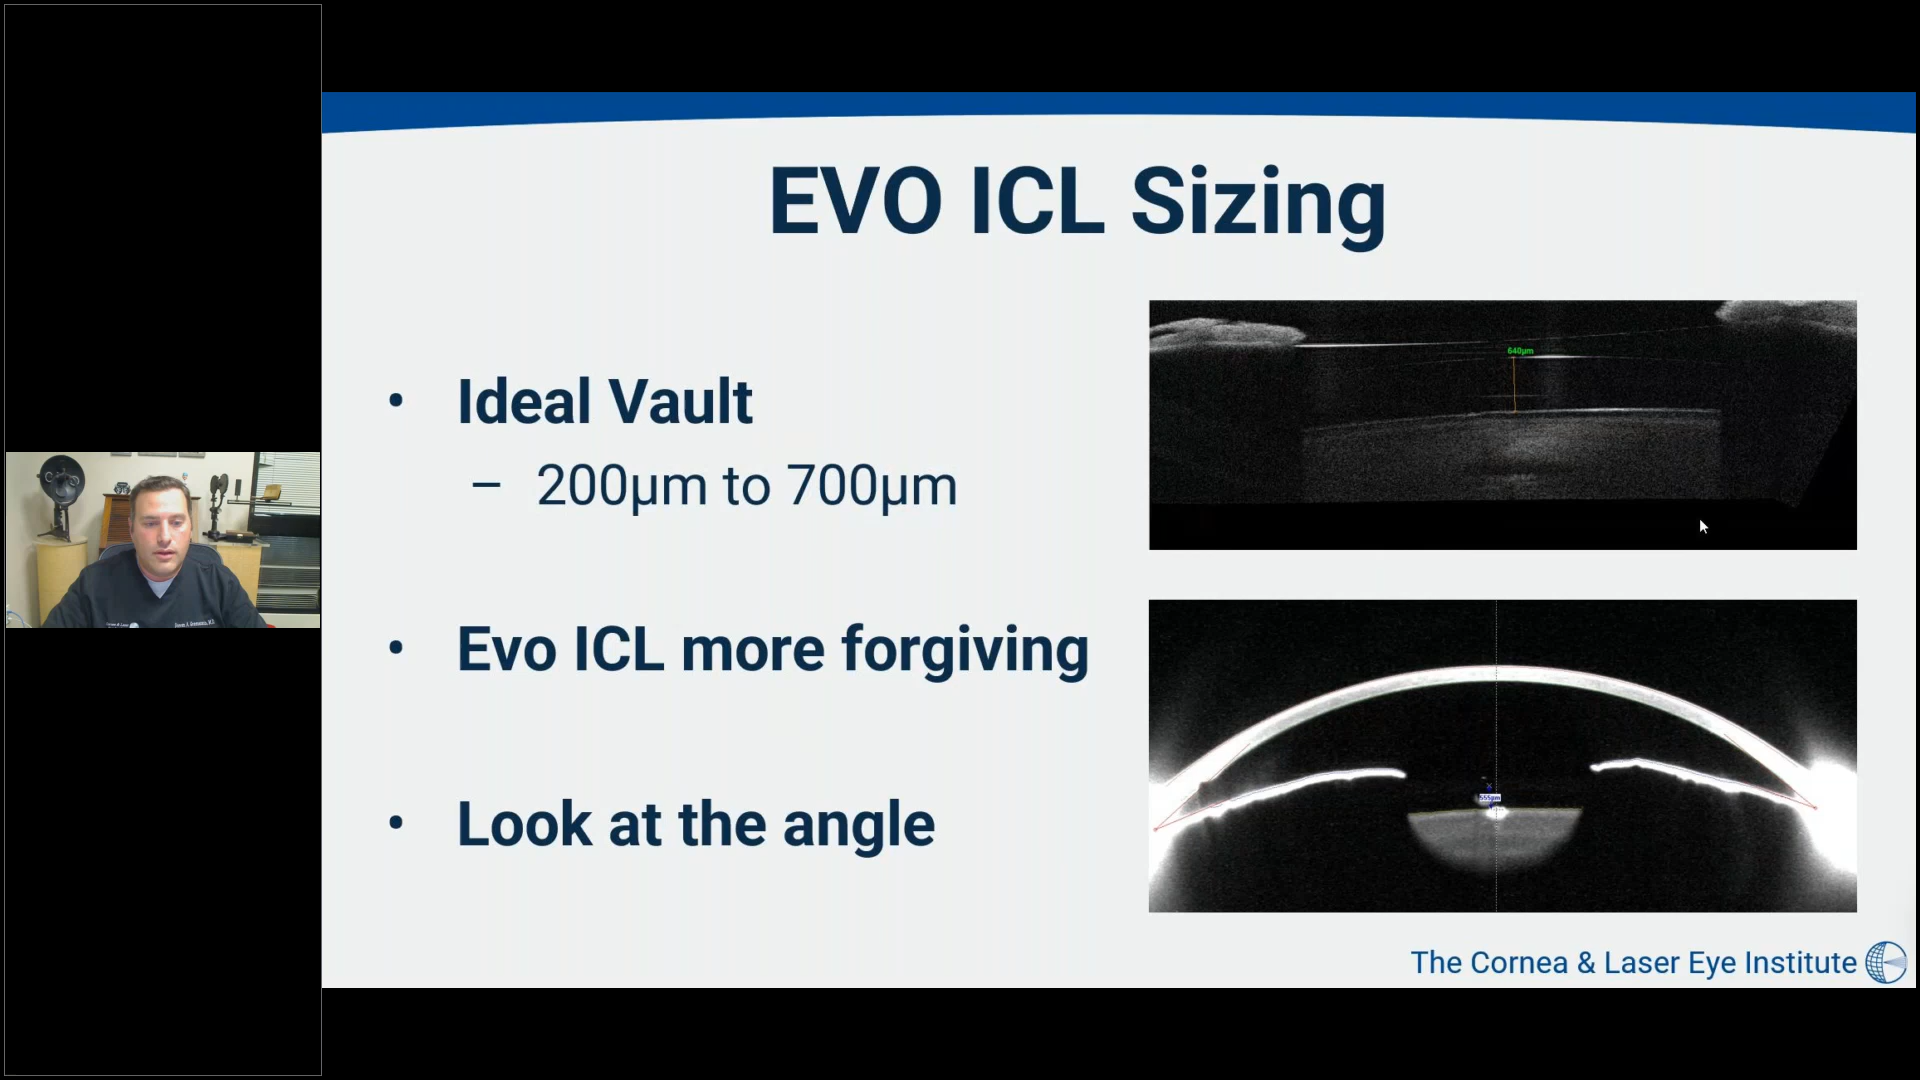 EVO ICL Sizing
• Ideal Vault
– 200μm to 700μm
• Evo ICL more forgiving
• Look at the angle
640μm
555μm
The Cornea & Laser Eye Institute